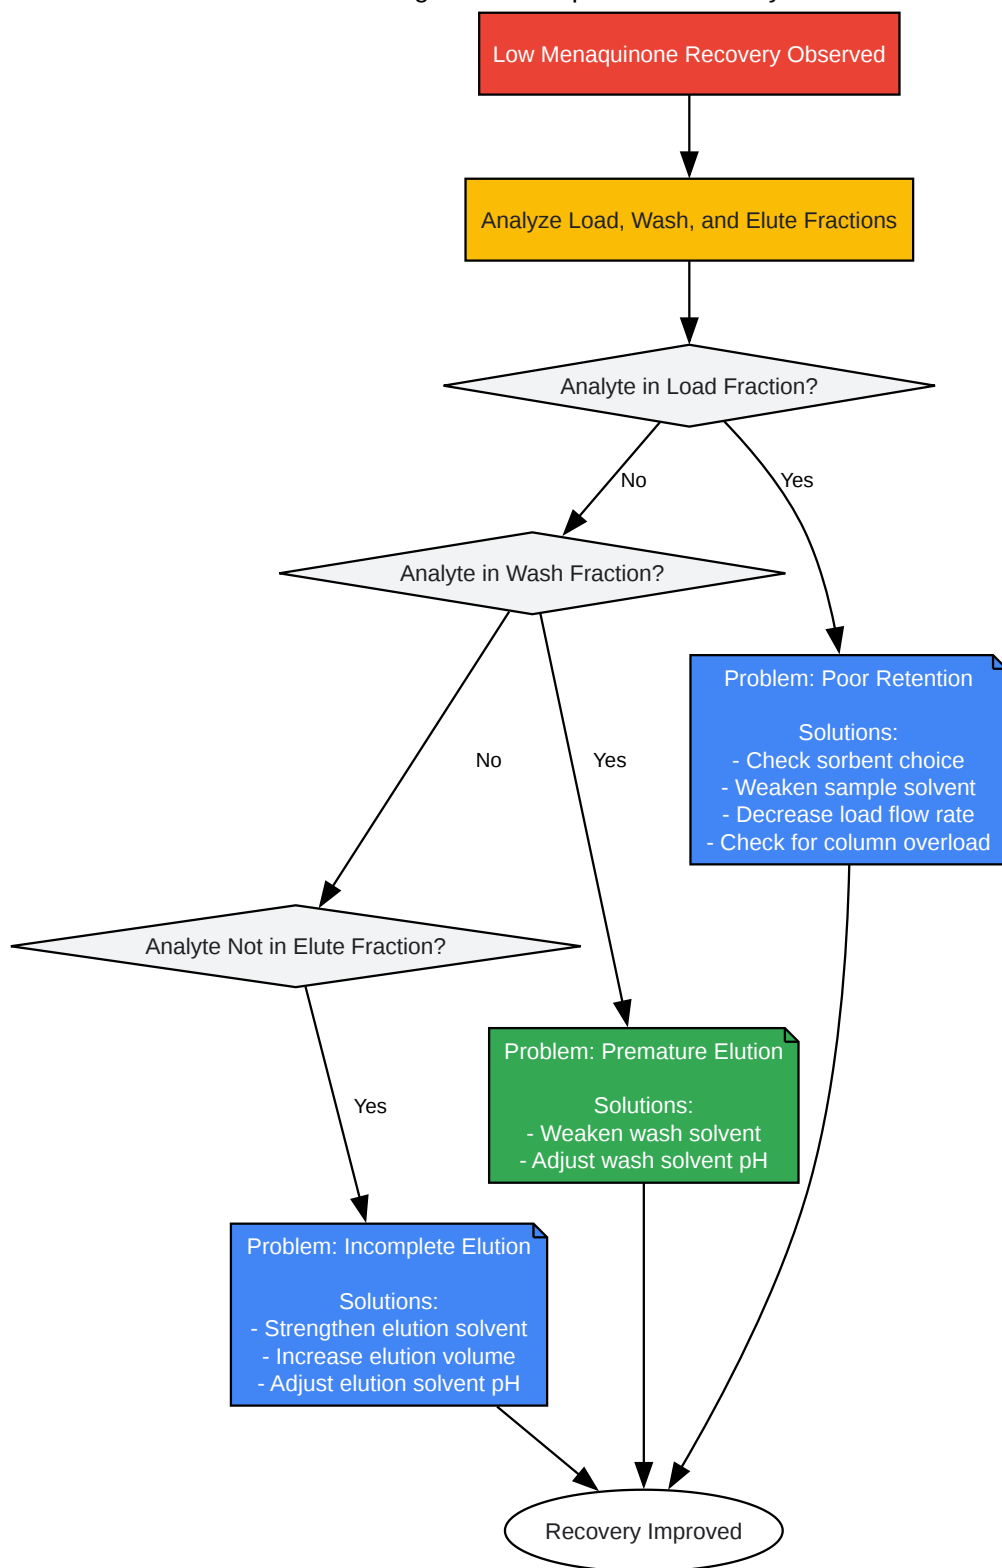 Low Menaquinone Recovery Observed
Analyze Load, Wash, and Elute Fractions
Analyte in Load Fraction?
No
Yes
Analyte in Wash Fraction?
Problem: Poor Retention
Solutions:
- Check sorbent choice
- Weaken sample solvent
- Decrease load flow rate
- Check for column overload
No
Yes
Analyte Not in Elute Fraction?
Problem: Premature Elution
Solutions:
- Weaken wash solvent
- Adjust wash solvent pH
Yes
Problem: Incomplete Elution
Solutions:
- Strengthen elution solvent
- Increase elution volume
- Adjust elution solvent pH
Recovery Improved